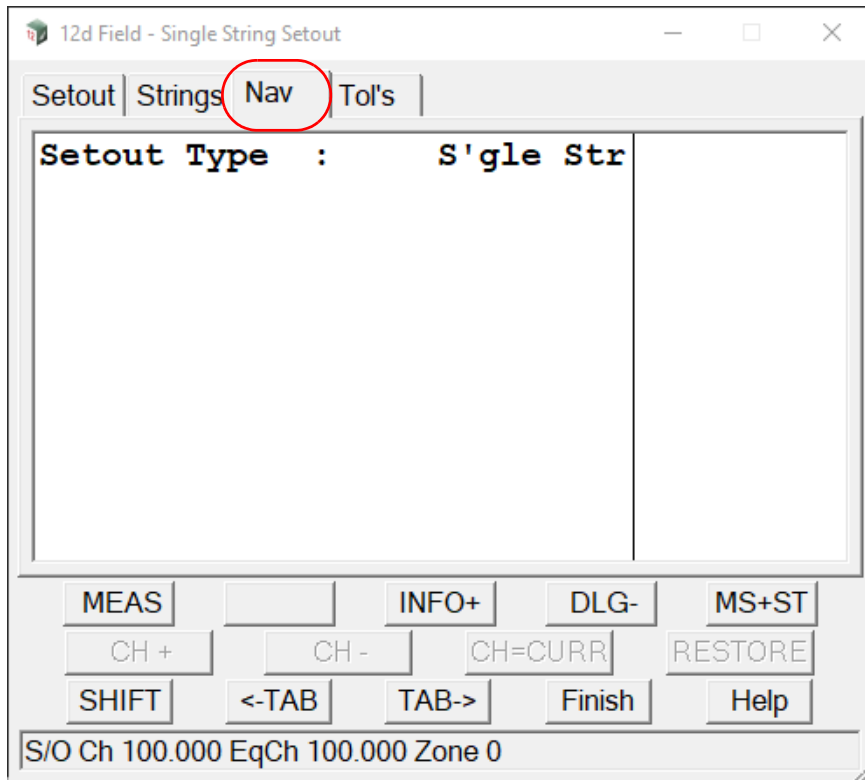 12d Field - Single String Setout
Setout Strings Nav Tol's
Setout Type : S'gle Str
MEAS INFO+ DLG- MS+ST
CH + CH - CH=CURR RESTORE
SHIFT <-TAB TAB-> Finish Help
S/O Ch 100.000 EqCh 100.000 Zone 0